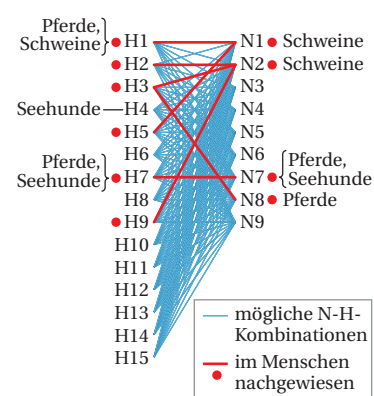 Pferde,
Schweine
H1
H2
H3
Seehunde
H4
H5
H6
Pferde,
Seehunde
H7
H8
H9
H10
H11
H12
H13
H14
H15
N1 Schweine
N2 Schweine
N3
N4
N5
N6
N7
Pferde,
Seehunde
N8 Pferde
N9
mögliche N-H-
Kombinationen
im Menschen
nachgewiesen